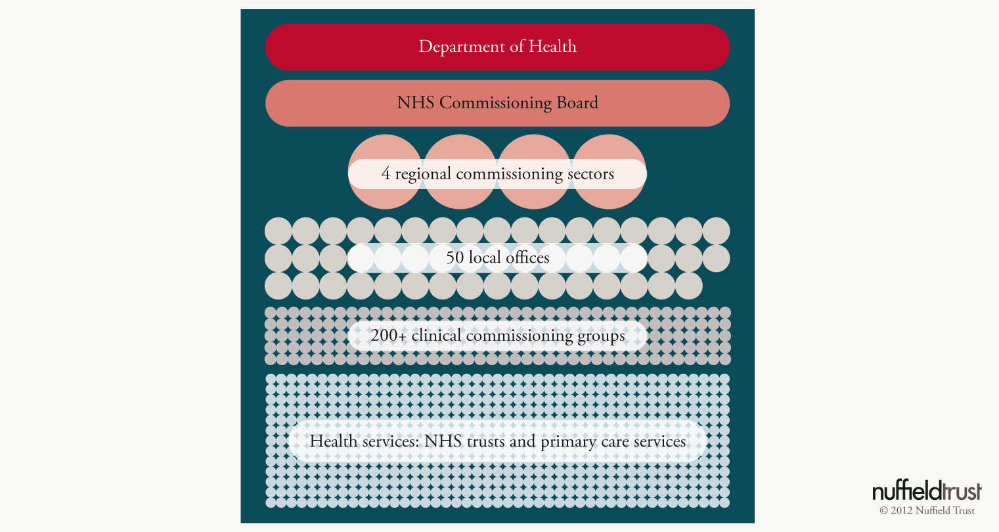 Department of Health
NHS Commissioning Board
4 regional commissioning sectors
50 local offices
200+ clinical commissioning groups
Health services: NHS trusts and primary care services
nuffieldtrust
© 2012 Nuffield Trust